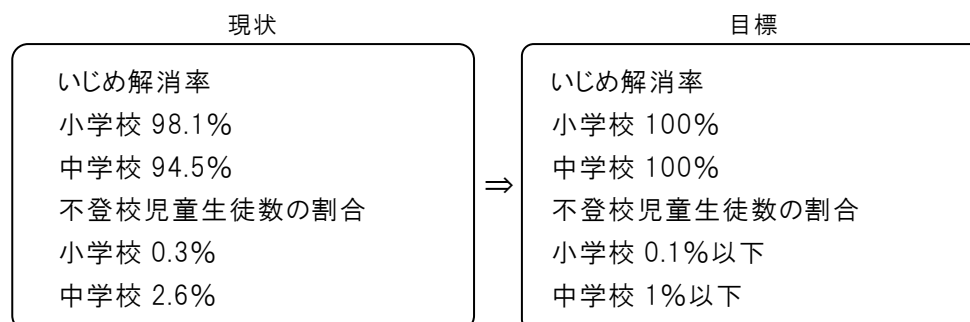 現状
いじめ解消率
小学校 98.1%
中学校 94.5%
不登校児童生徒数の割合
小学校 0.3%
中学校 2.6%
⇒
目標
いじめ解消率
小学校 100%
中学校 100%
不登校児童生徒数の割合
小学校 0.1%以下
中学校 1%以下